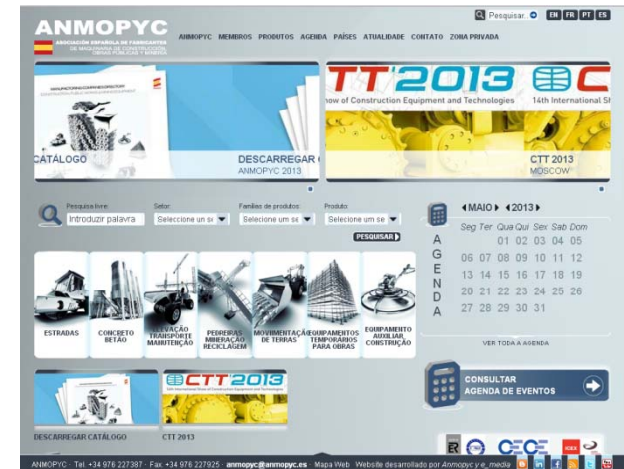 ANMOPYC
ASOCIACIÓN ESPAÑOLA DE FABRICANTES
DE MAQUINARIA DE CONSTRUCCIÓN,
OBRAS PÚBLICAS Y MINERÍA
Pesquisar.. EN FR PT ES
ANMOPYC MEMBROS PRODUTOS AGENDA PAÍSES ATUALIDADE CONTATO ZONA PRIVADA
TT'2013 C
how of Construction Equipment and Technologies 14th International S
CATÁLOGO
DESCARREGAR
ANMOPYC 2013
CTT 2013
MOSCOW
Pesquisa livre: Setor: Famílias de produtos: Produto:
Introduzir palavra Seleccione un se Selecione um se Selecione um se
PESQUISAR
ESTRADAS
CONCRETO
BETÃO
ELEVAÇÃO
TRANSPORTE
MANUTENÇÃO
PEDREIRAS
MINERAÇÃO
RECICLAGEM
MOVIMENTAÇÃO
DE TERRAS
EQUIPAMENTOS
TEMPORÁRIOS
PARA OBRAS
EQUIPAMENTO
AUXILIAR
CONSTRUÇÃO
AGENDA
MAIO 2013
Seg Ter Qua Qui Sex Sab Dom
01 02 03 04 05
06 07 08 09 10 11 12
13 14 15 16 17 18 19
20 21 22 23 24 25 26
27 28 29 30 31
VER TODA A AGENDA
CONSULTAR
AGENDA DE EVENTOS
CTT'2013
DESCARREGAR CATÁLOGO
CTT 2013
CECE
ANMOPYC · Tel. +34 976 227387 · Fax. +34 976 227925 · anmopyc@anmopyc.es · Mapa Web Website desarrollado por Anmopyc y e_media